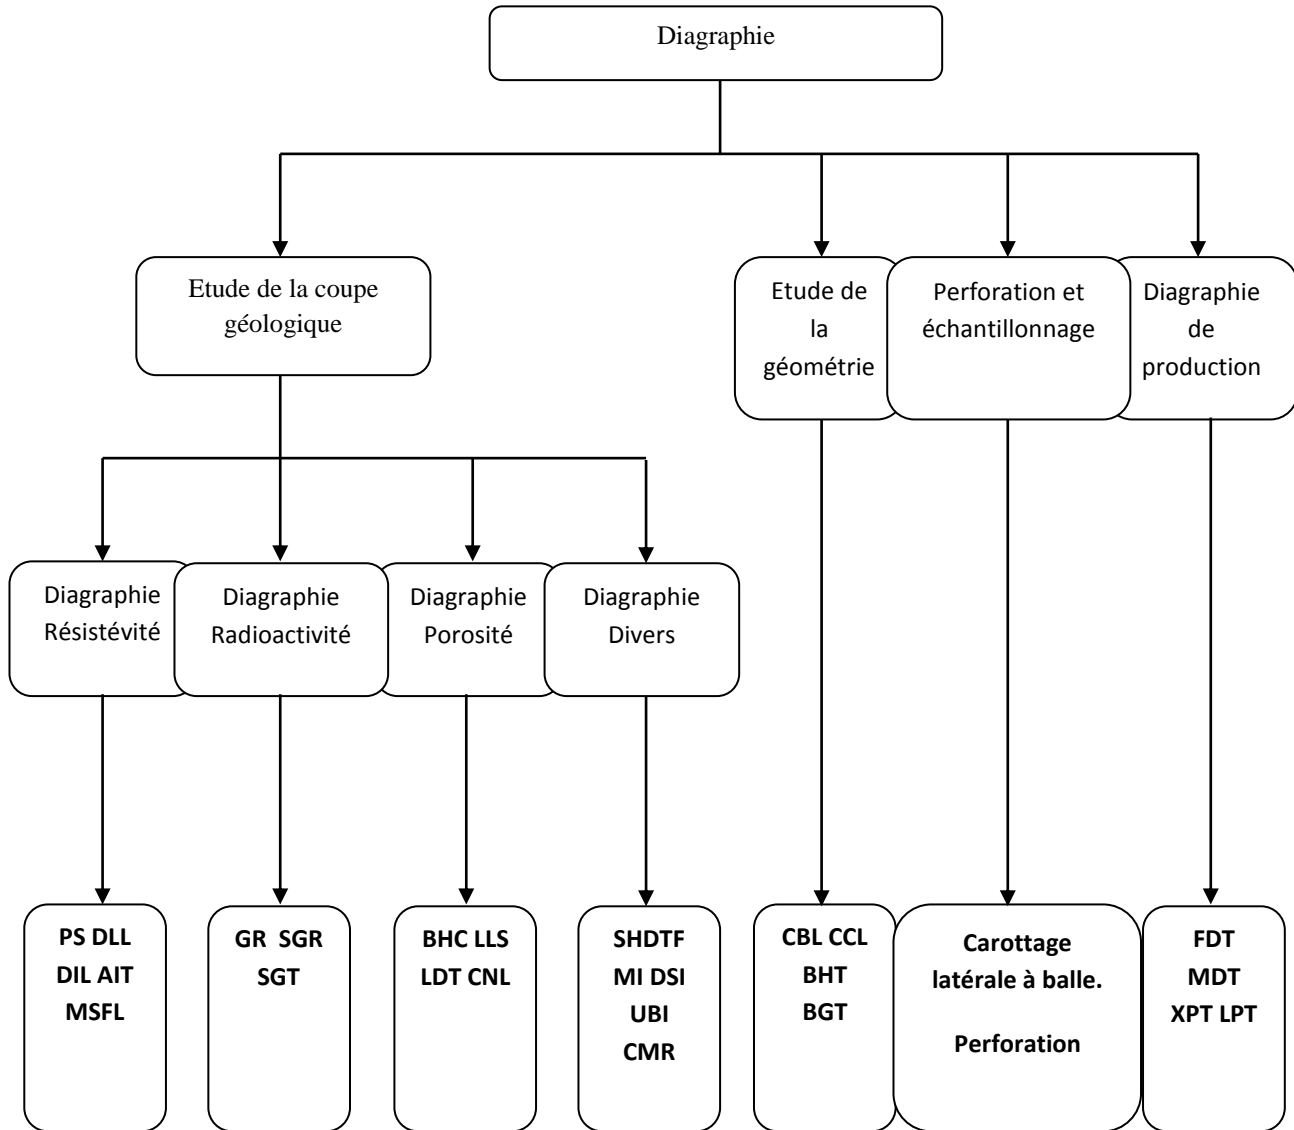 Diagraphie
Etude de la coupe
géologique
Etude de
la
géométrie
Perforation et
échantillonnage
Diagraphie
de
production
Diagraphie
Résistévité
Diagraphie
Radioactivité
Diagraphie
Porosité
Diagraphie
Divers
PS DLL
DIL AIT
MSFL
GR SGR
SGT
BHC LLS
LDT CNL
SHDTF
MI DSI
UBI
CMR
CBL CCL
BHT
BGT
Carottage
latérale à balle.
Perforation
FDT
MDT
XPT LPT